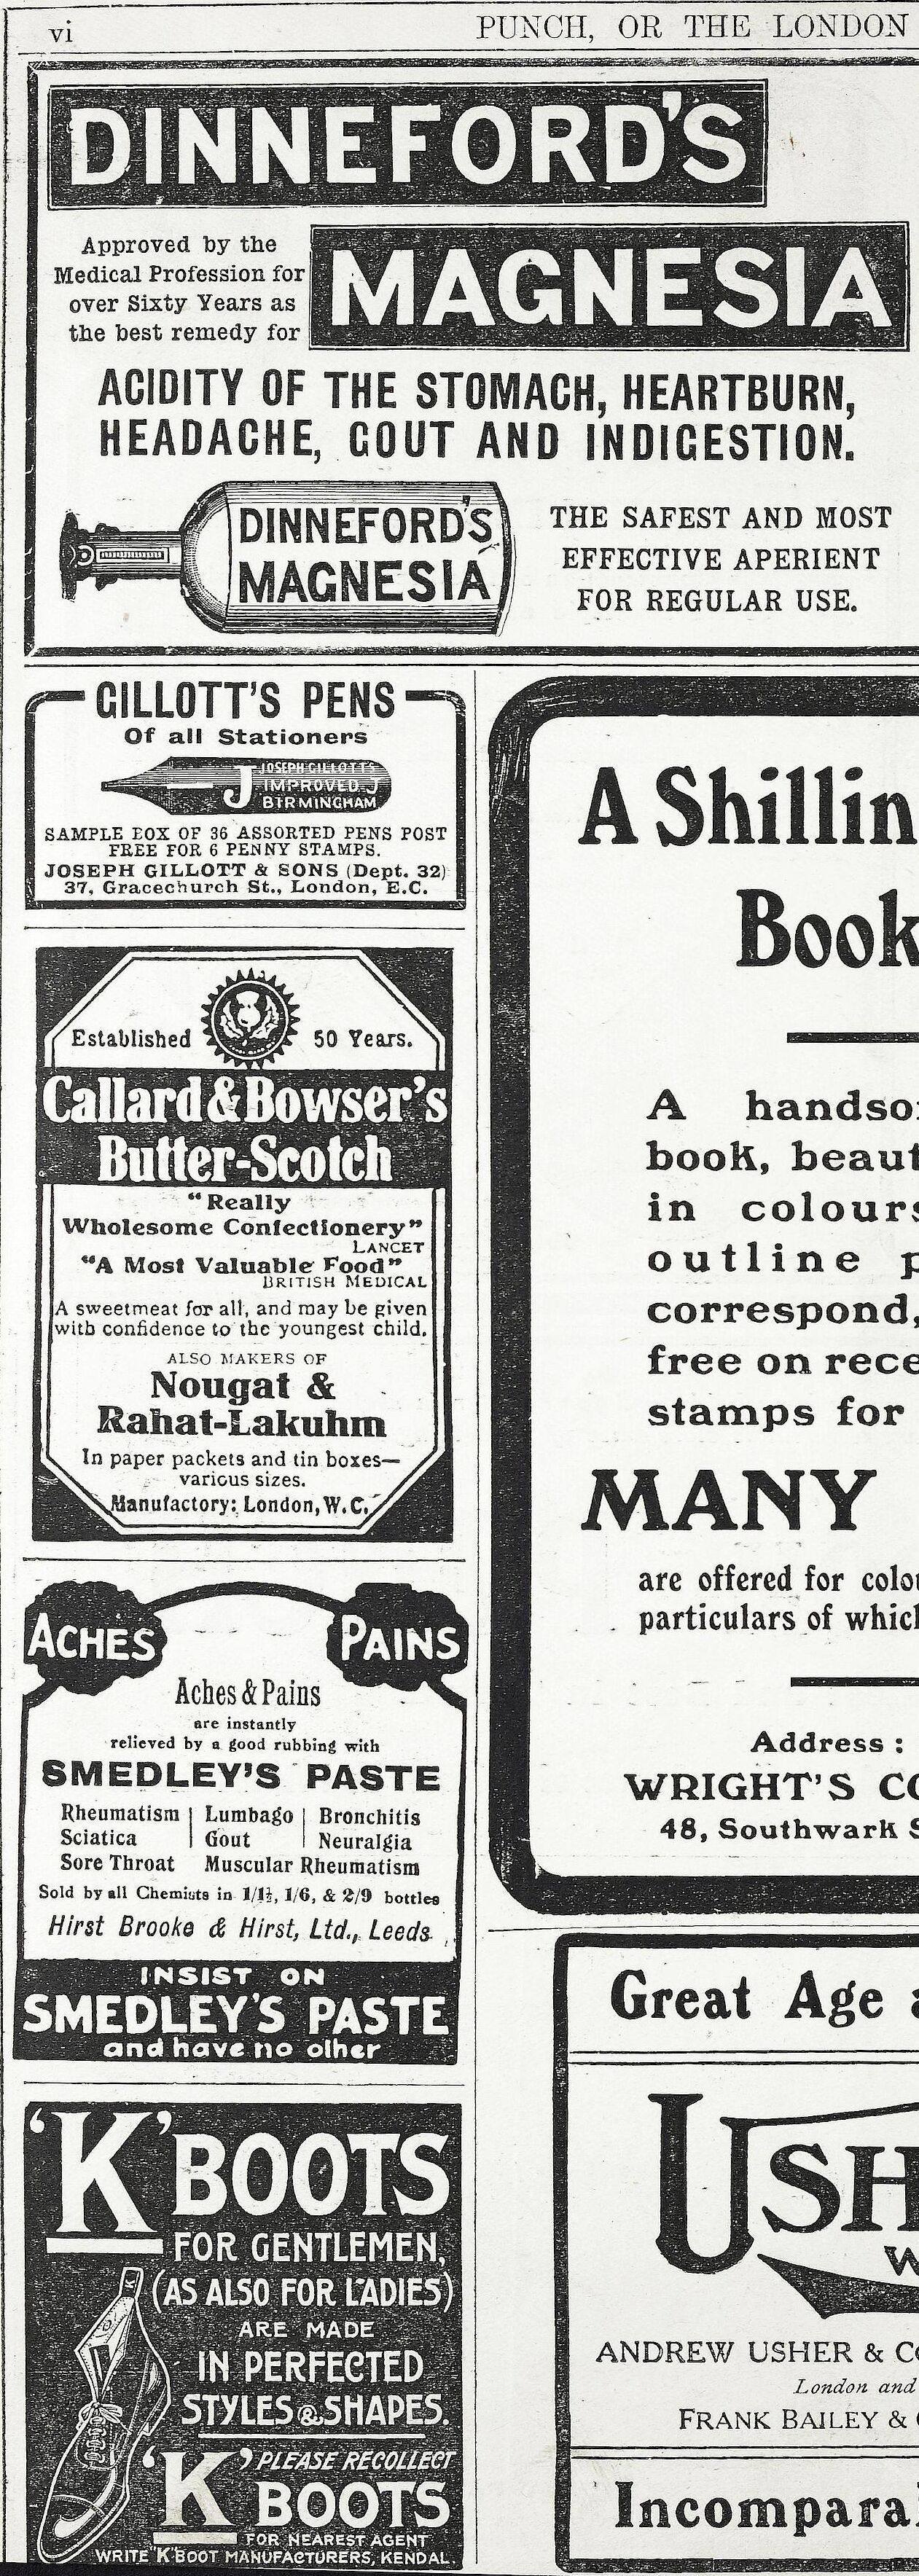 vi
PUNCH, OR THE LONDON
DINNEFORD'S
Approved by the
Medical Profession for
over Sixty Years as
the best remedy for
MAGNESIA
ACIDITY OF THE STOMACH, HEARTBURN,
HEADACHE, GOUT AND INDIGESTION.
DINNEFORD'S
MAGNESIA
THE SAFEST AND MOST
EFFECTIVE APERIENT
FOR REGULAR USE.
GILLOTT'S PENS
Of all Stationers
J
JOSEPH GILLOTT'S
IMPROVED J
BIRMINGHAM
SAMPLE BOX OF 36 ASSORTED PENS POST
FREE FOR 6 PENNY STAMPS.
JOSEPH GILLOTT & SONS (Dept. 32)
37, Gracechurch St., London, E.C.
Established 50 Years.
Callard & Bowser's
Butter-Scotch
"Really
Wholesome Confectionery"
LANCET
"A Most Valuable Food"
BRITISH MEDICAL
A sweetmeat for all, and may be given
with confidence to the youngest child.
ALSO MAKERS OF
Nougat &
Rahat-Lakuhm
In paper packets and tin boxes—
various sizes.
Manufactory: London, W.C.
ACHES PAINS
Aches & Pains
are instantly
relieved by a good rubbing with
SMEDLEY'S PASTE
Rheumatism | Lumbago | Bronchitis
Sciatica | Gout | Neuralgia
Sore Throat Muscular Rheumatism
Sold by all Chemists in 1/1½, 1/6, & 2/9 bottles
Hirst Brooke & Hirst, Ltd., Leeds.
INSIST ON
SMEDLEY'S PASTE
and have no other
'K' BOOTS
FOR GENTLEMEN,
(AS ALSO FOR LADIES)
ARE MADE
IN PERFECTED
STYLES & SHAPES.
PLEASE RECOLLECT
'K' BOOTS
FOR NEAREST AGENT
WRITE 'K' BOOT MANUFACTURERS, KENDAL.
A Shillin
Book
A handso
book, beaut
in colours
outline p
correspond,
free on rece
stamps for
MANY
are offered for colou
particulars of which
Address :
WRIGHT'S CO
48, Southwark S
Great Age a
USH
W
ANDREW USHER & CO
London and
FRANK BAILEY &
Incompara